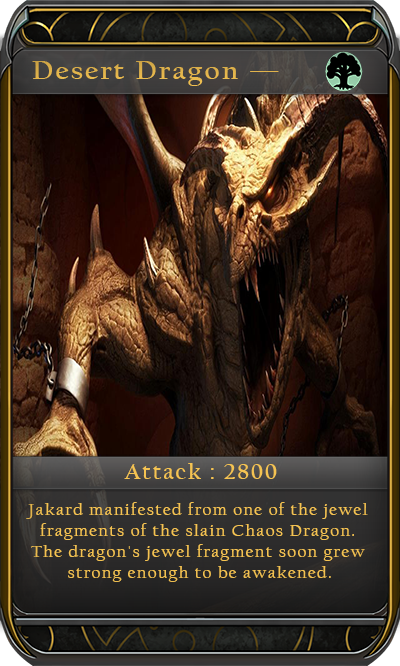 Desert Dragon —
Attack : 2800
Jakard manifested from one of the jewel
fragments of the slain Chaos Dragon.
The dragon's jewel fragment soon grew
strong enough to be awakened.